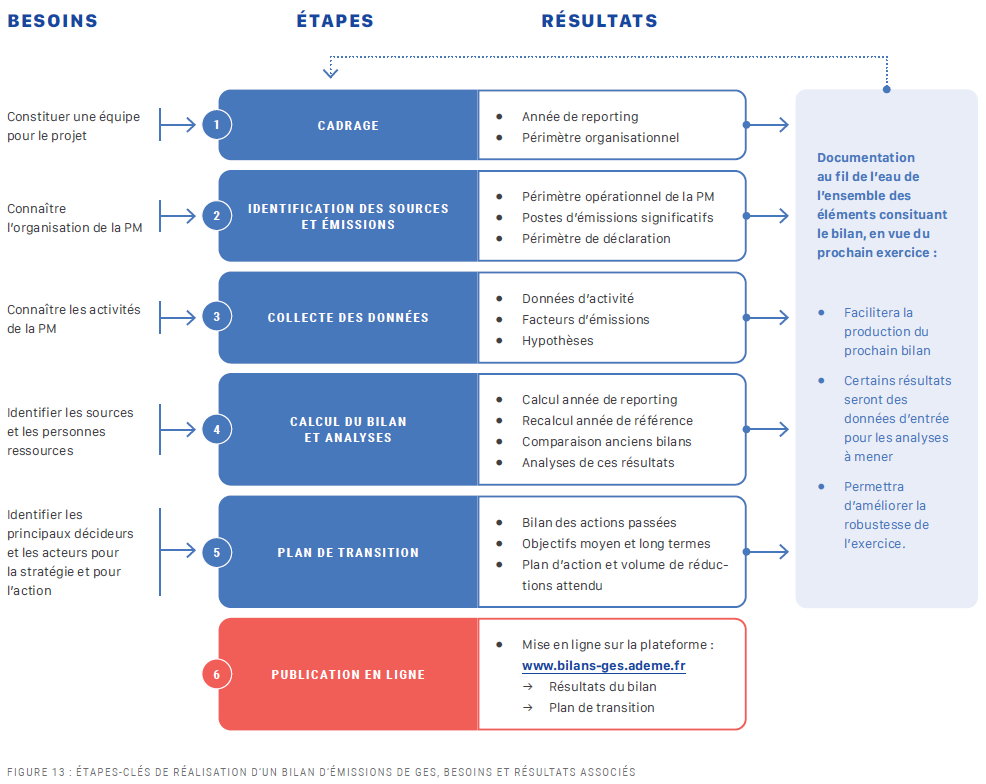 BESOINS
ÉTAPES
RÉSULTATS
Constituer une équipe
pour le projet
1
CADRAGE
● Année de reporting
● Périmètre organisationnel
Connaître
l'organisation de la PM
2
IDENTIFICATION DES SOURCES
ET ÉMISSIONS
● Périmètre opérationnel de la PM
● Postes d'émissions significatifs
● Périmètre de déclaration
Connaître les activités
de la PM
3
COLLECTE DES DONNÉES
● Données d'activité
● Facteurs d'émissions
● Hypothèses
Identifier les sources
et les personnes
ressources
4
CALCUL DU BILAN
ET ANALYSES
● Calcul année de reporting
● Recalcul année de référence
● Comparaison anciens bilans
● Analyses de ces résultats
Identifier les
principaux décideurs
et les acteurs pour
la stratégie et pour
l'action
5
PLAN DE TRANSITION
● Bilan des actions passées
● Objectifs moyen et long termes
● Plan d'action et volume de réduc-
tions attendu
6
PUBLICATION EN LIGNE
● Mise en ligne sur la plateforme :
www.bilans-ges.ademe.fr
→ Résultats du bilan
→ Plan de transition
Documentation
au fil de l'eau de
l'ensemble des
éléments consituant
le bilan, en vue du
prochain exercice :
● Facilitera la
production du
prochain bilan
● Certains résultats
seront des
données d'entrée
pour les analyses
à mener
● Permettra
d'améliorer la
robustesse de
l'exercice.
FIGURE 13 : ÉTAPES-CLÉS DE RÉALISATION D'UN BILAN D'ÉMISSIONS DE GES, BESOINS ET RÉSULTATS ASSOCIÉS